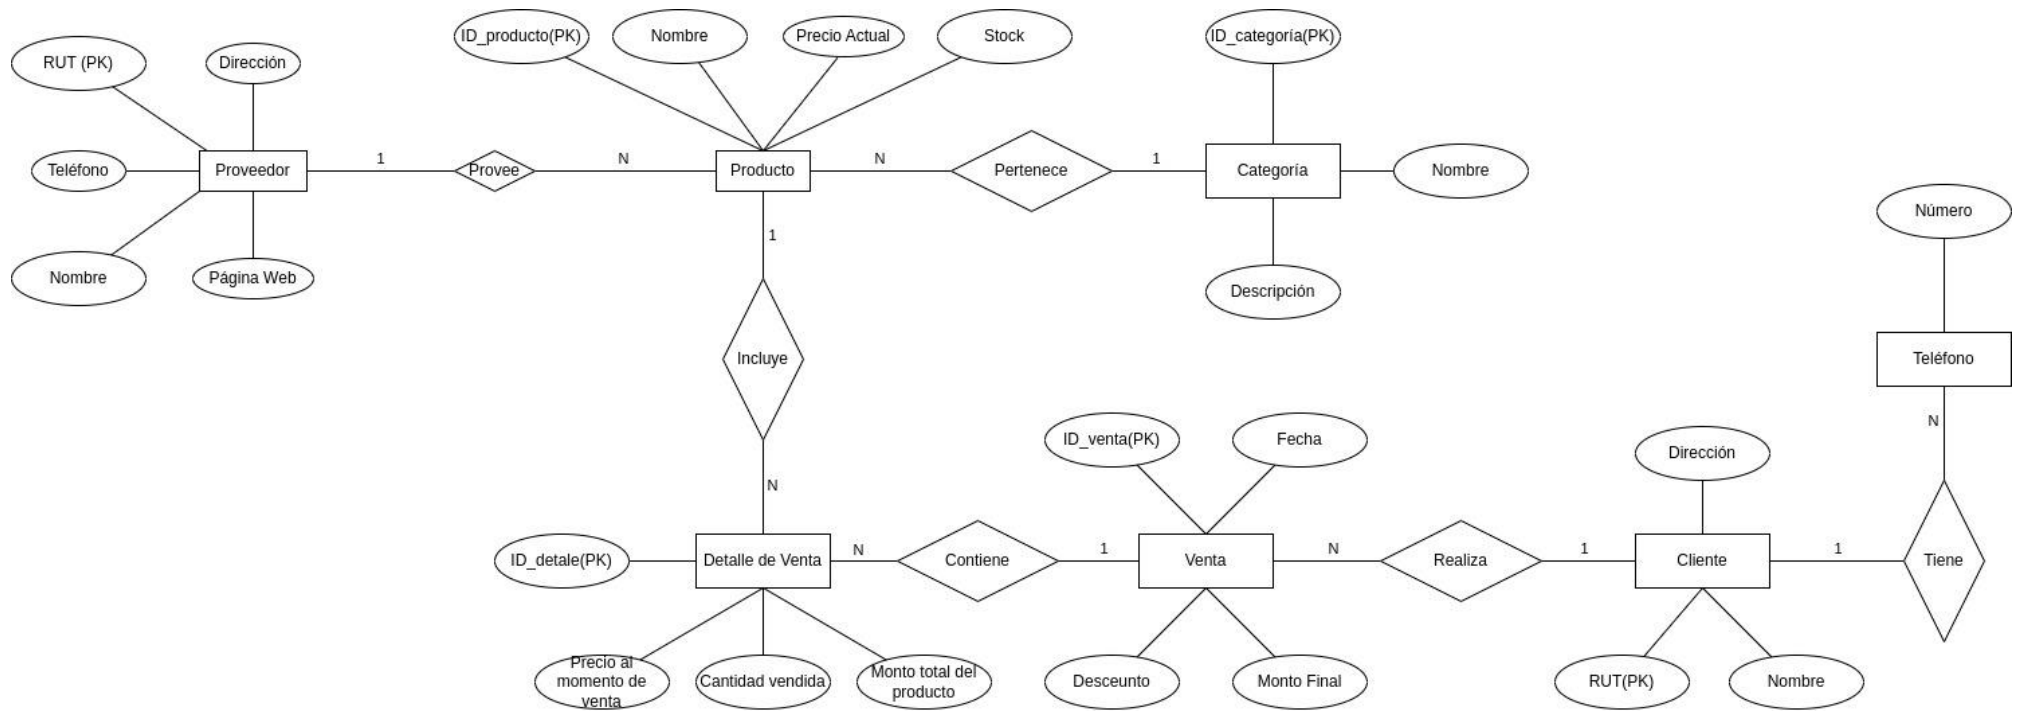 ID_producto(PK)
Nombre
Precio Actual
Stock
ID_categoría(PK)
RUT (PK)
Dirección
1
N
N
1
Teléfono
Proveedor
Provee
Producto
Pertenece
Categoría
Nombre
Número
1
Nombre
Página Web
Descripción
Incluye
Teléfono
N
ID_venta(PK)
Fecha
Dirección
N
ID_detale(PK)
Detalle de Venta
N
Contiene
1
Venta
N
Realiza
1
Cliente
1
Tiene
Precio al
momento de
venta
Cantidad vendida
Monto total del
producto
Desceunto
Monto Final
RUT(PK)
Nombre